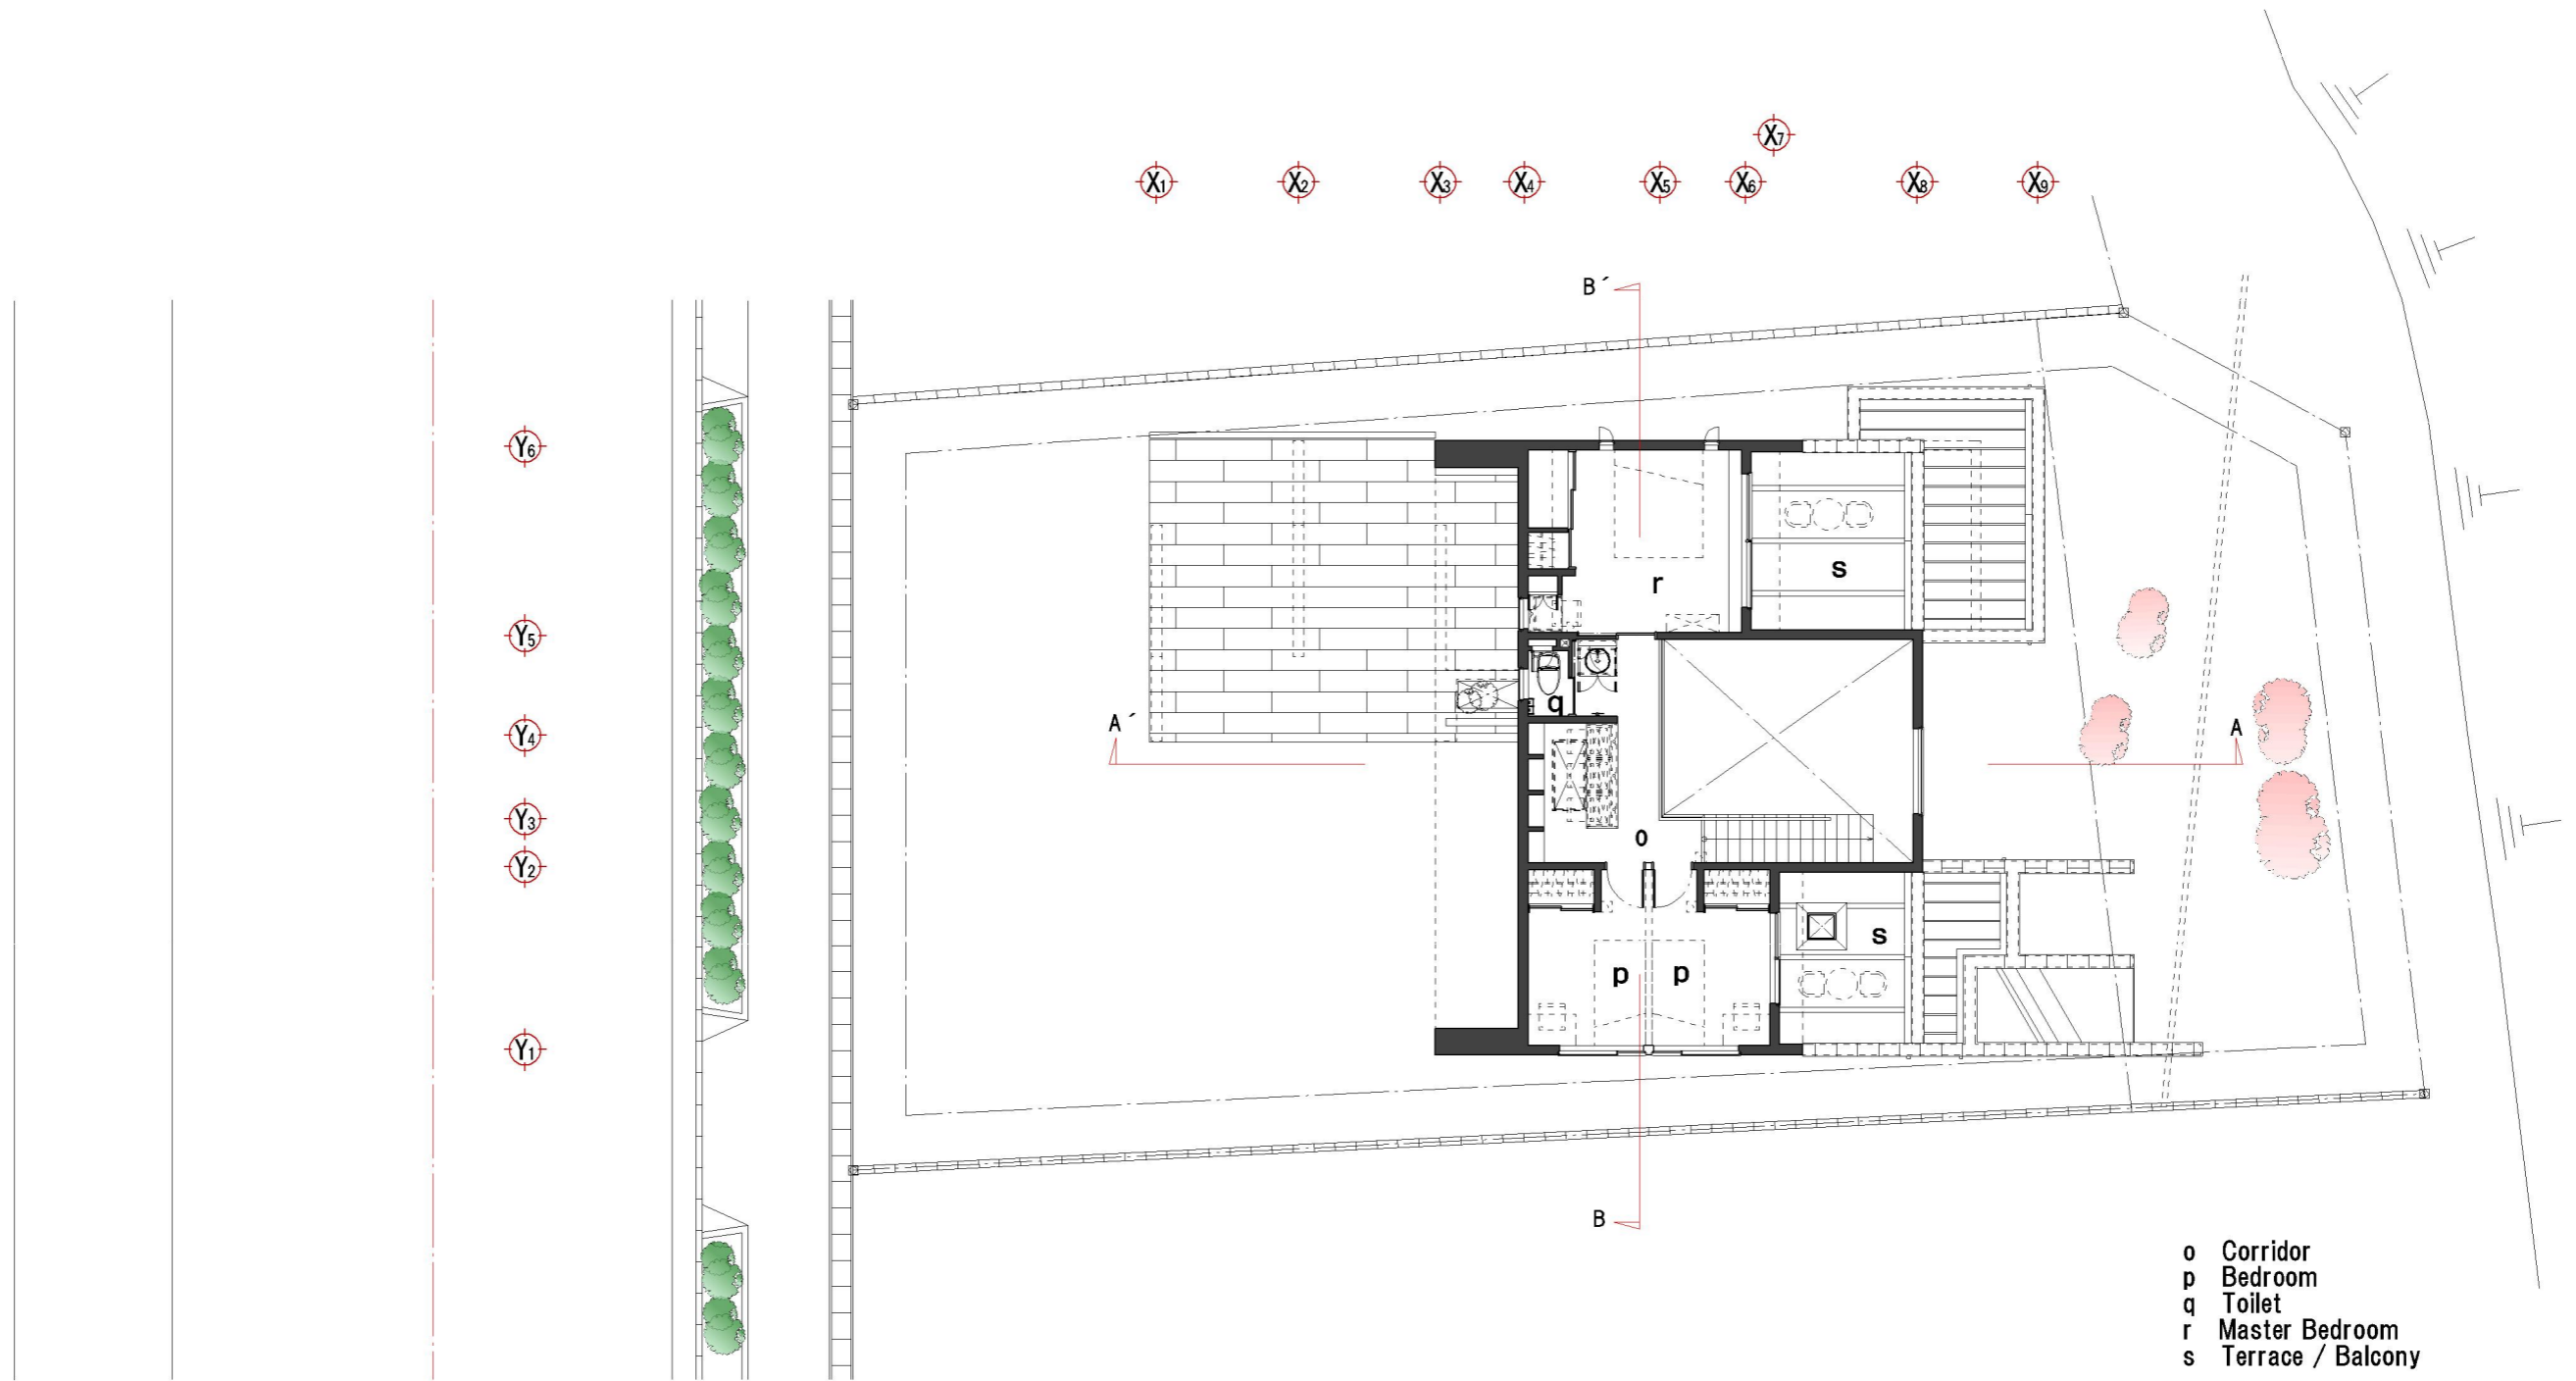 X7
X1 X2 X3 X4 X5 X6 X8 X9
B´
Y6
r
s
Y5
q
A´
A
Y4
Y3
o
Y2
s
p p
Y1
B
o Corridor
p Bedroom
q Toilet
r Master Bedroom
s Terrace / Balcony